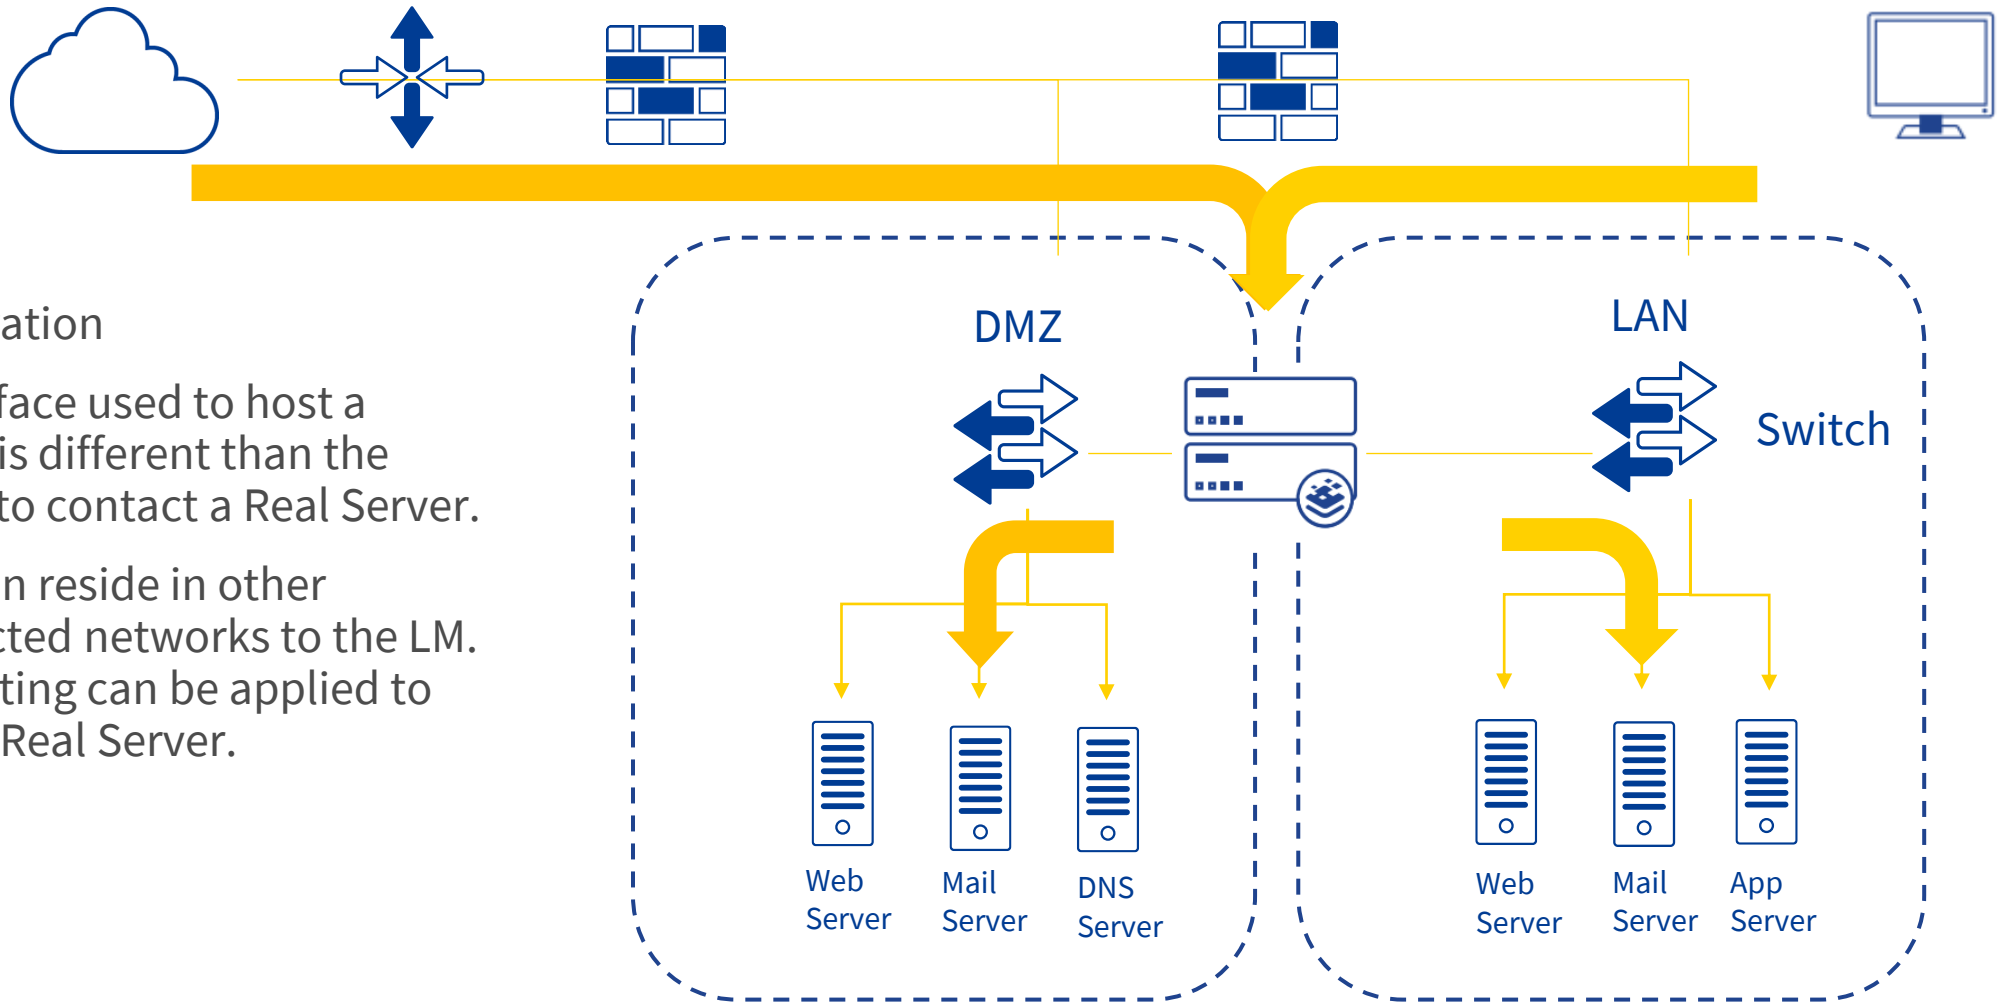 ation
face used to host a
is different than the
to contact a Real Server.
n reside in other
cted networks to the LM.
ting can be applied to
Real Server.
DMZ
LAN
Switch
Web
Server
Mail
Server
DNS
Server
Web
Server
Mail
Server
App
Server